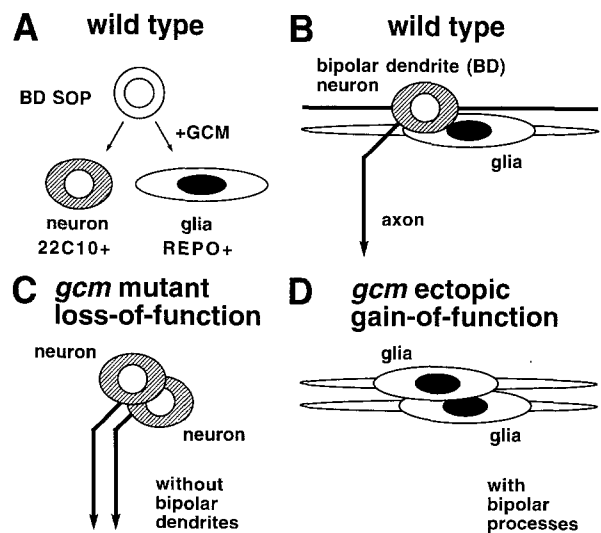 A wild type
BD SOP
+GCM
neuron
22C10+
glia
REPO+
B wild type
bipolar dendrite (BD)
neuron
glia
axon
C gcm mutant
loss-of-function
neuron
neuron
without
bipolar
dendrites
D gcm ectopic
gain-of-function
glia
glia
with
bipolar
processes